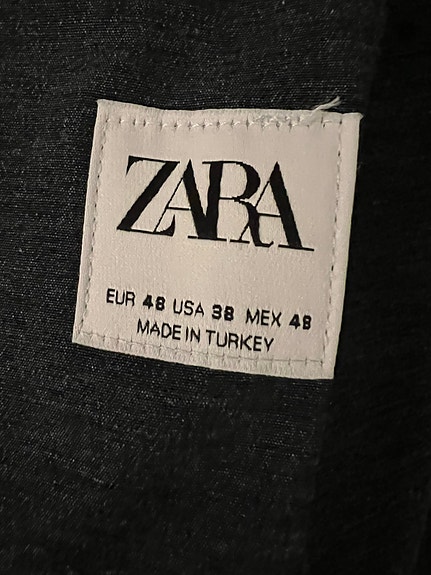 ZARA
EUR 48 USA 38 MEX 48
MADE IN TURKEY